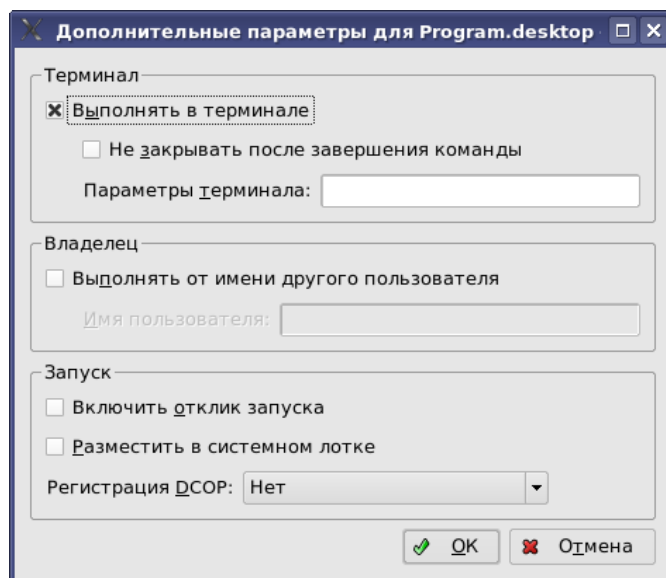 Дополнительные параметры для Program.desktop
Терминал
Выполнять в терминале
Не закрывать после завершения команды
Параметры терминала:
Владелец
Выполнять от имени другого пользователя
Имя пользователя:
Запуск
Включить отклик запуска
Разместить в системном лотке
Регистрация DCOP: Нет
OK Отмена